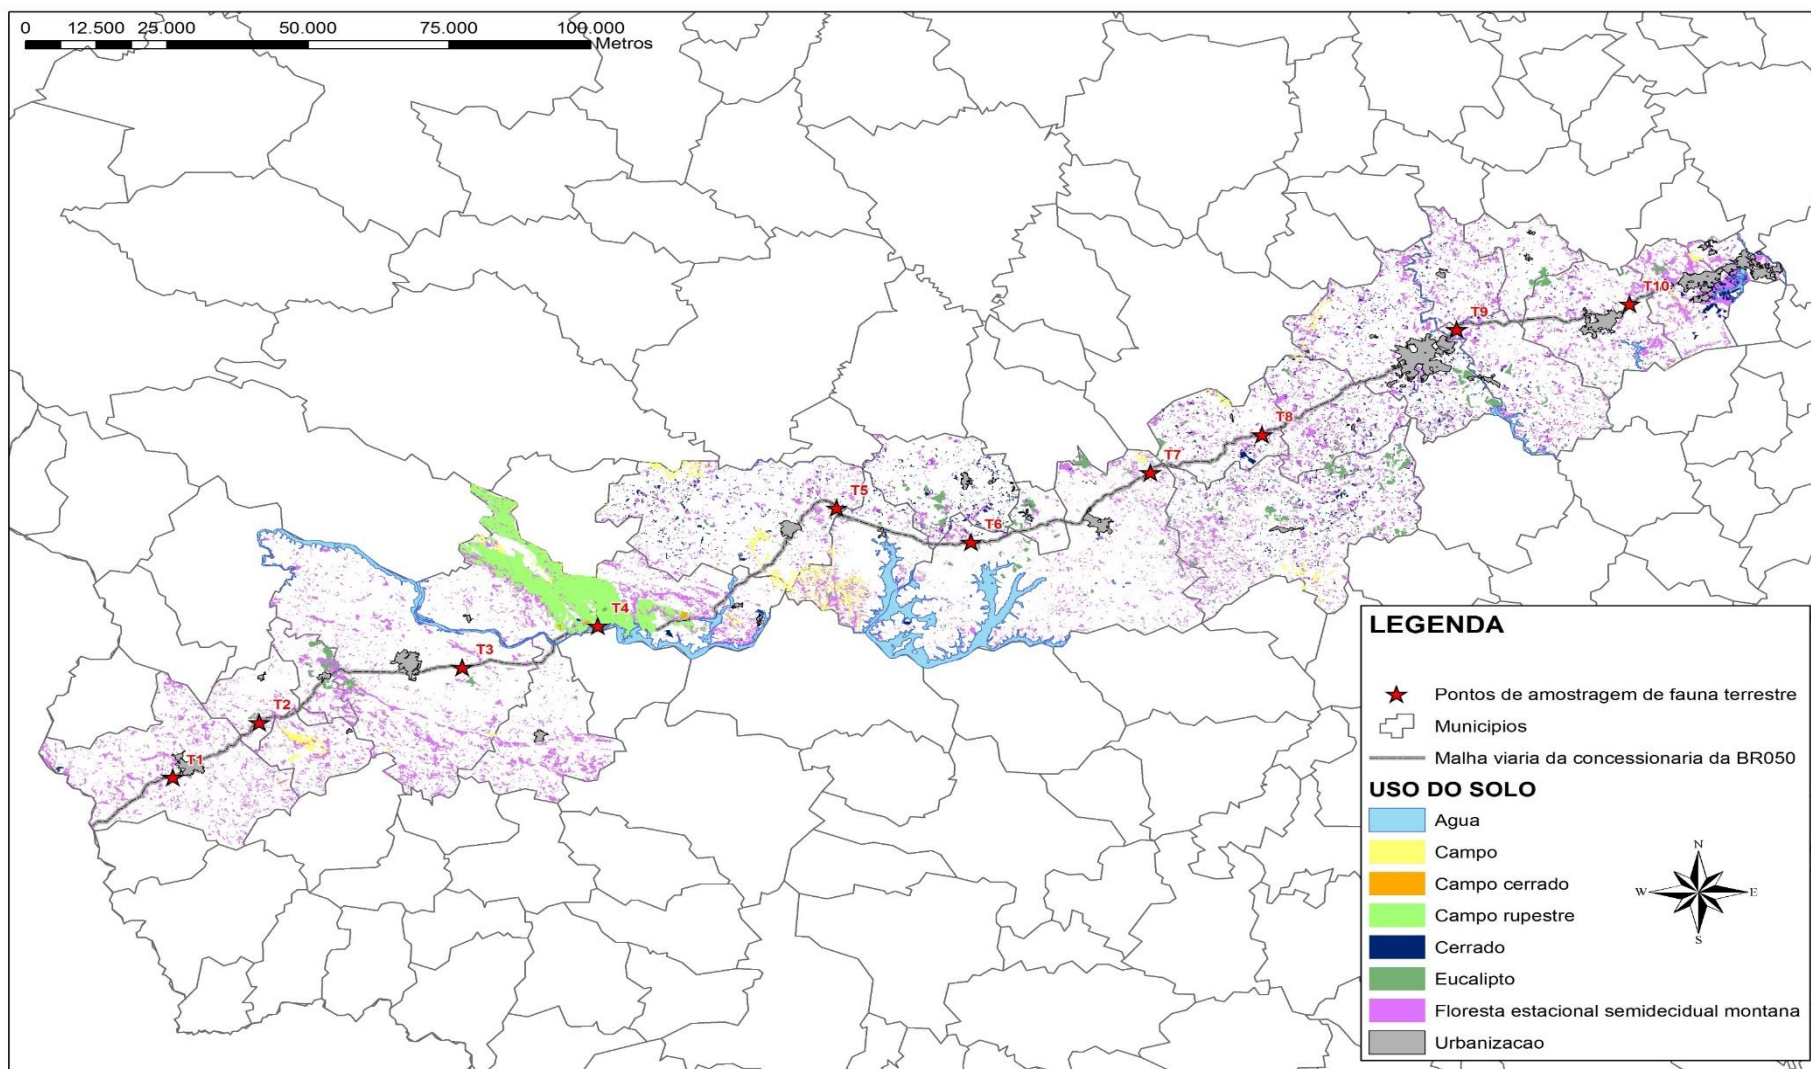 0 12.500 25.000 50.000 75.000 100.000
Metros
T10
T9
T8
T7
T5
T6
T4
T3
T2
T1
LEGENDA
Pontos de amostragem de fauna terrestre
Municipios
Malha viaria da concessionaria da BR050
USO DO SOLO
Agua
Campo
Campo cerrado
Campo rupestre
Cerrado
Eucalipto
Floresta estacional semidecidual montana
Urbanizacao
N
W E
S